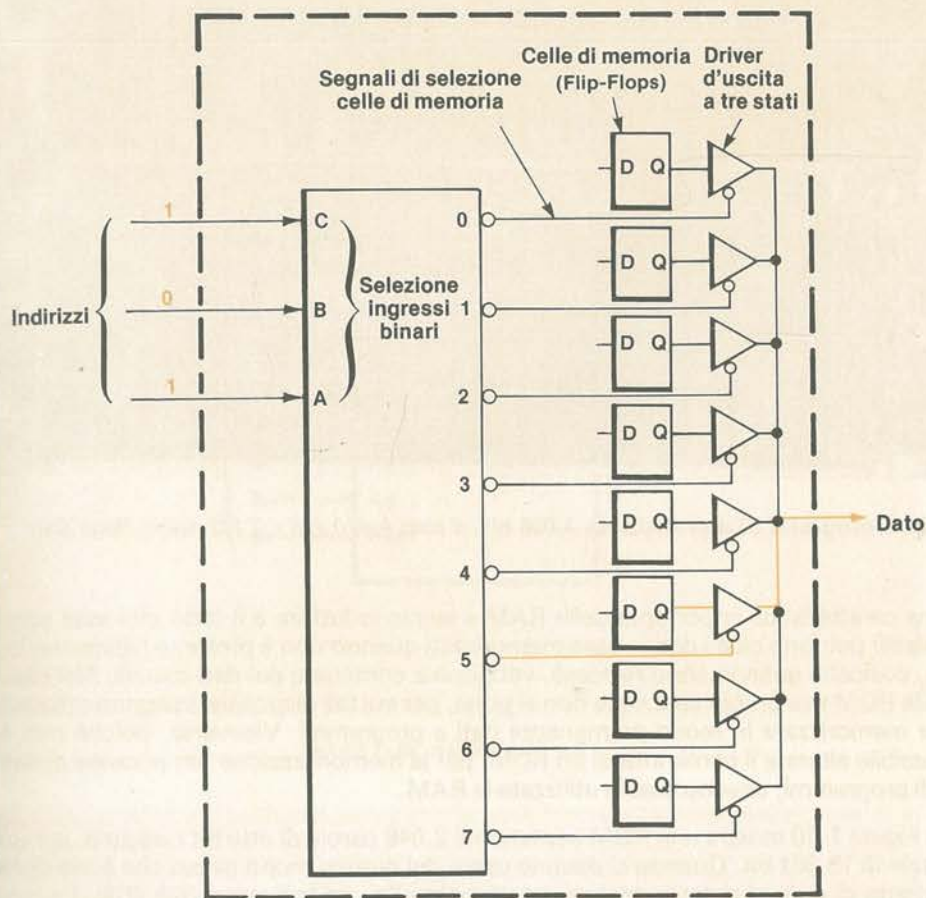 Segnali di selezione
celle di memoria
Celle di memoria
(Flip-Flops)
Driver
d'uscita
a tre stati
Indirizzi
1
0
1
C
B
A
Selezione
ingressi
binari
0
1
2
3
4
5
6
7
D Q
D Q
D Q
D Q
D Q
D Q
D Q
D Q
Dato